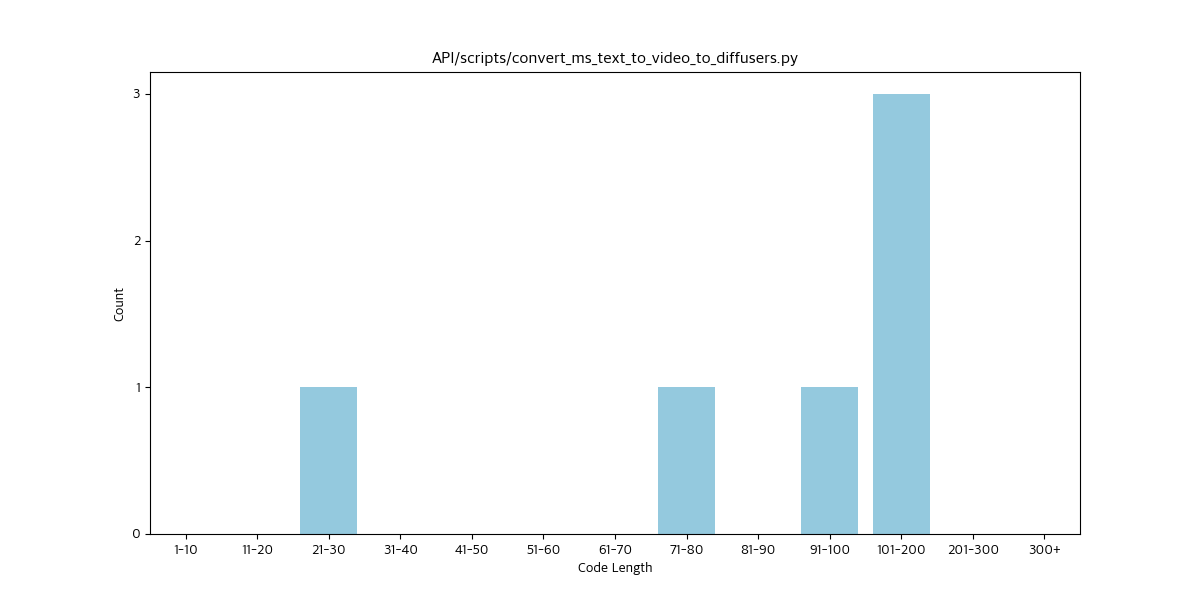 API/scripts/convert_ms_text_to_video_to_diffusers.py
Count
3
2
1
0
1-10 11-20 21-30 31-40 41-50 51-60 61-70 71-80 81-90 91-100 101-200 201-300 300+
Code Length